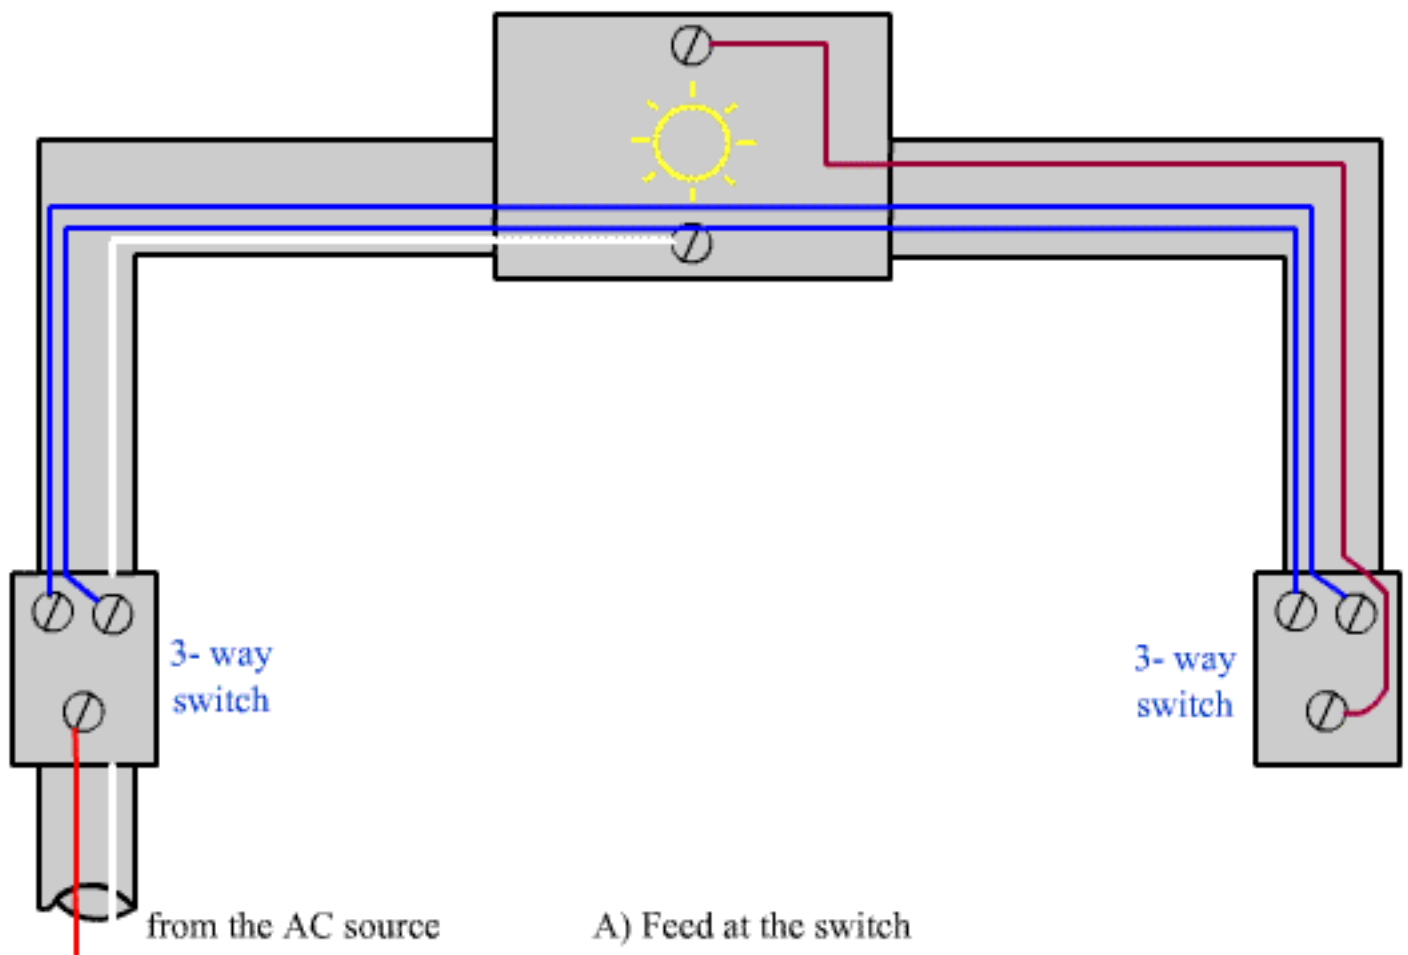 3- way
switch
3- way
switch
from the AC source
A) Feed at the switch